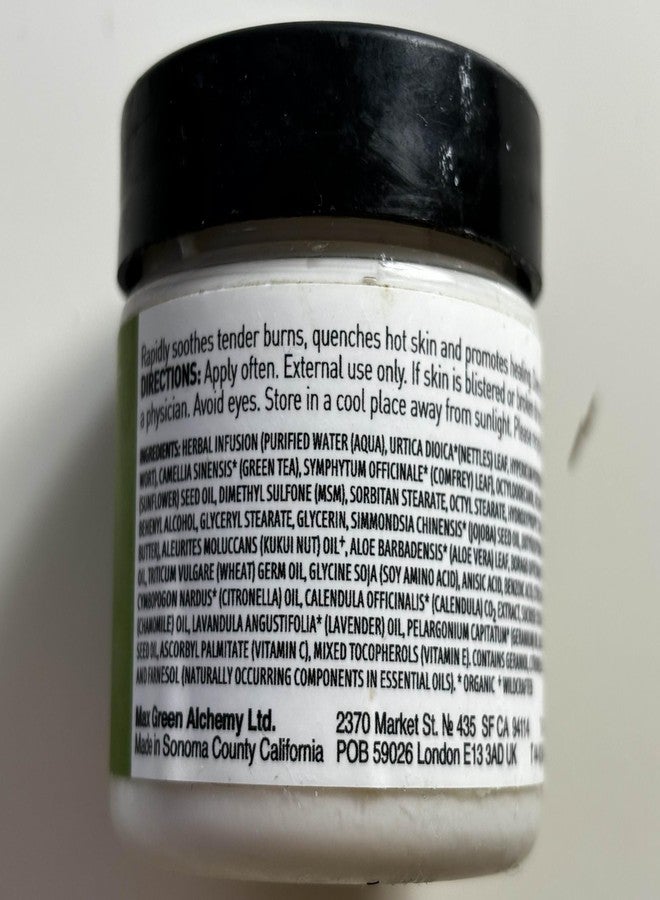 Rapidly soothes tender burns, quenches hot skin and promotes healing.
DIRECTIONS: Apply often. External use only. If skin is blistered or broken
a physician. Avoid eyes. Store in a cool place away from sunlight. Please
INGREDIENTS: HERBAL INFUSION (PURIFIED WATER (AQUA), URTICA DIOICA* (NETTLES) LEAF,
WORT), CAMELLIA SINENSIS* (GREEN TEA), SYMPHYTUM OFFICINALE* (COMFREY) LEAF),
(SUNFLOWER) SEED OIL, DIMETHYL SULFONE (MSM), SORBITAN STEARATE, OCTYL STEARATE,
BEHENYL ALCOHOL, GLYCERYL STEARATE, GLYCERIN, SIMMONDSIA CHINENSIS* (JOJOBA) SEED OIL,
BUTTER), ALEURITES MOLUCCANS (KUKUI NUT) OIL†, ALOE BARBADENSIS* (ALOE VERA) LEAF,
OIL, TRITICUM VULGARE (WHEAT) GERM OIL, GLYCINE SOJA (SOY AMINO ACID), ANISIC ACID, BENZOIC ACID,
CYMBOPOGON NARDUS* (CITRONELLA) OIL, CALENDULA OFFICINALIS* (CALENDULA) CO₂ EXTRACT,
(CHAMOMILE) OIL, LAVANDULA ANGUSTIFOLIA* (LAVENDER) OIL, PELARGONIUM CAPITATUM*
SEED OIL, ASCORBYL PALMITATE (VITAMIN C), MIXED TOCOPHEROLS (VITAMIN E). CONTAINS GERANIOL,
AND FARNESOL (NATURALLY OCCURRING COMPONENTS IN ESSENTIAL OILS). * ORGANIC † WILDCRAFTED
Max Green Alchemy Ltd. 2370 Market St. № 435 SF CA 94114
Made in Sonoma County California POB 59026 London E13 3AD UK